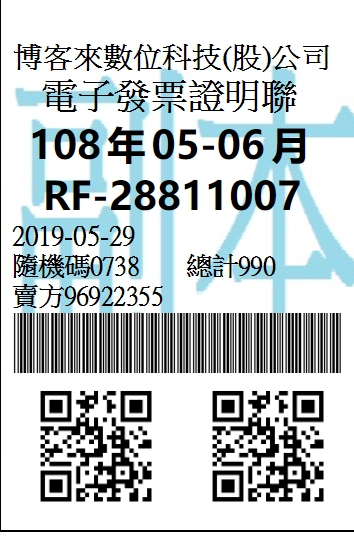 博客來數位科技(股)公司
電子發票證明聯
108年05-06月
RF-28811007
2019-05-29
隨機碼0738 總計990
賣方96922355
副本